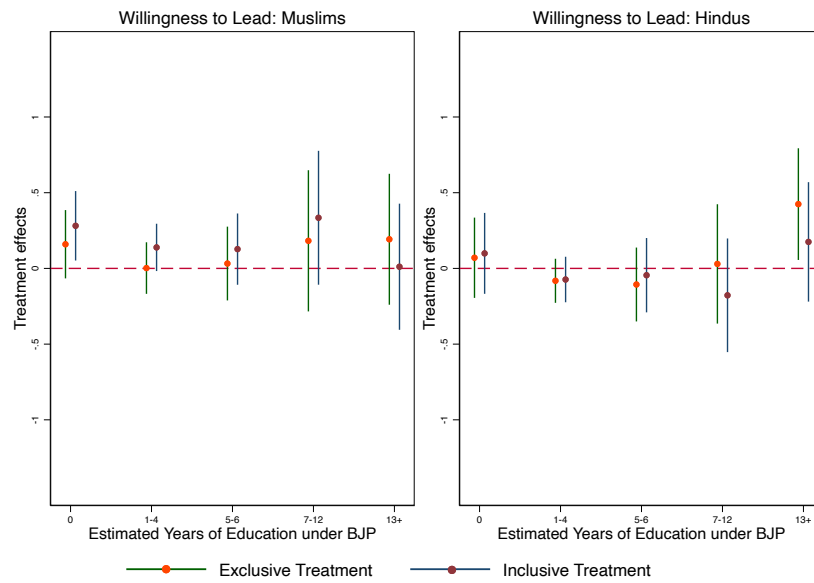 Willingness to Lead: Muslims
Treatment effects
1
.5
0
-.5
-1
0 1-4 5-6 7-12 13+
Estimated Years of Education under BJP
Willingness to Lead: Hindus
Treatment effects
1
.5
0
-.5
-1
0 1-4 5-6 7-12 13+
Estimated Years of Education under BJP
Exclusive Treatment Inclusive Treatment